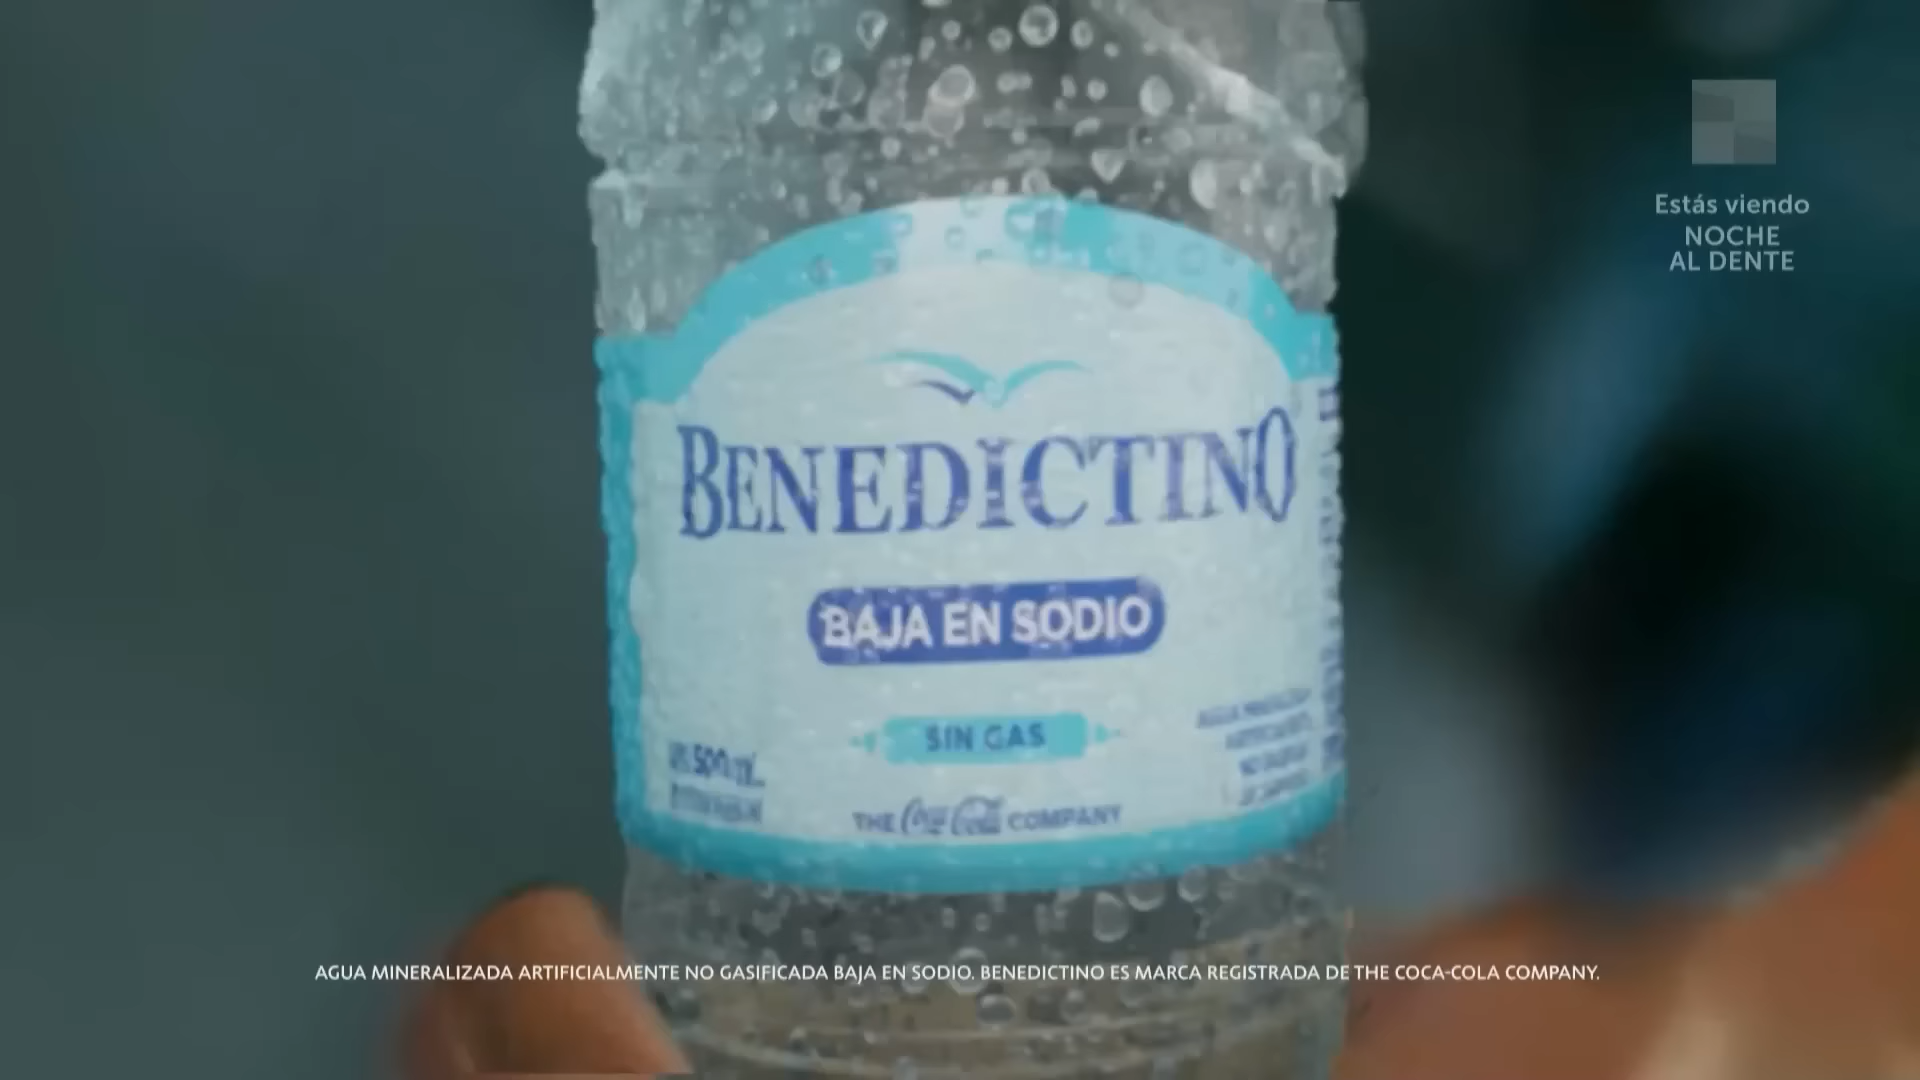 Estás viendo
NOCHE
AL DENTE
BENEDICTINO
BAJA EN SODIO
SIN GAS
500
THE Coca-Cola COMPANY
AGUA MINERALIZADA ARTIFICIALMENTE NO GASIFICADA BAJA EN SODIO. BENEDICTINO ES MARCA REGISTRADA DE THE COCA-COLA COMPANY.